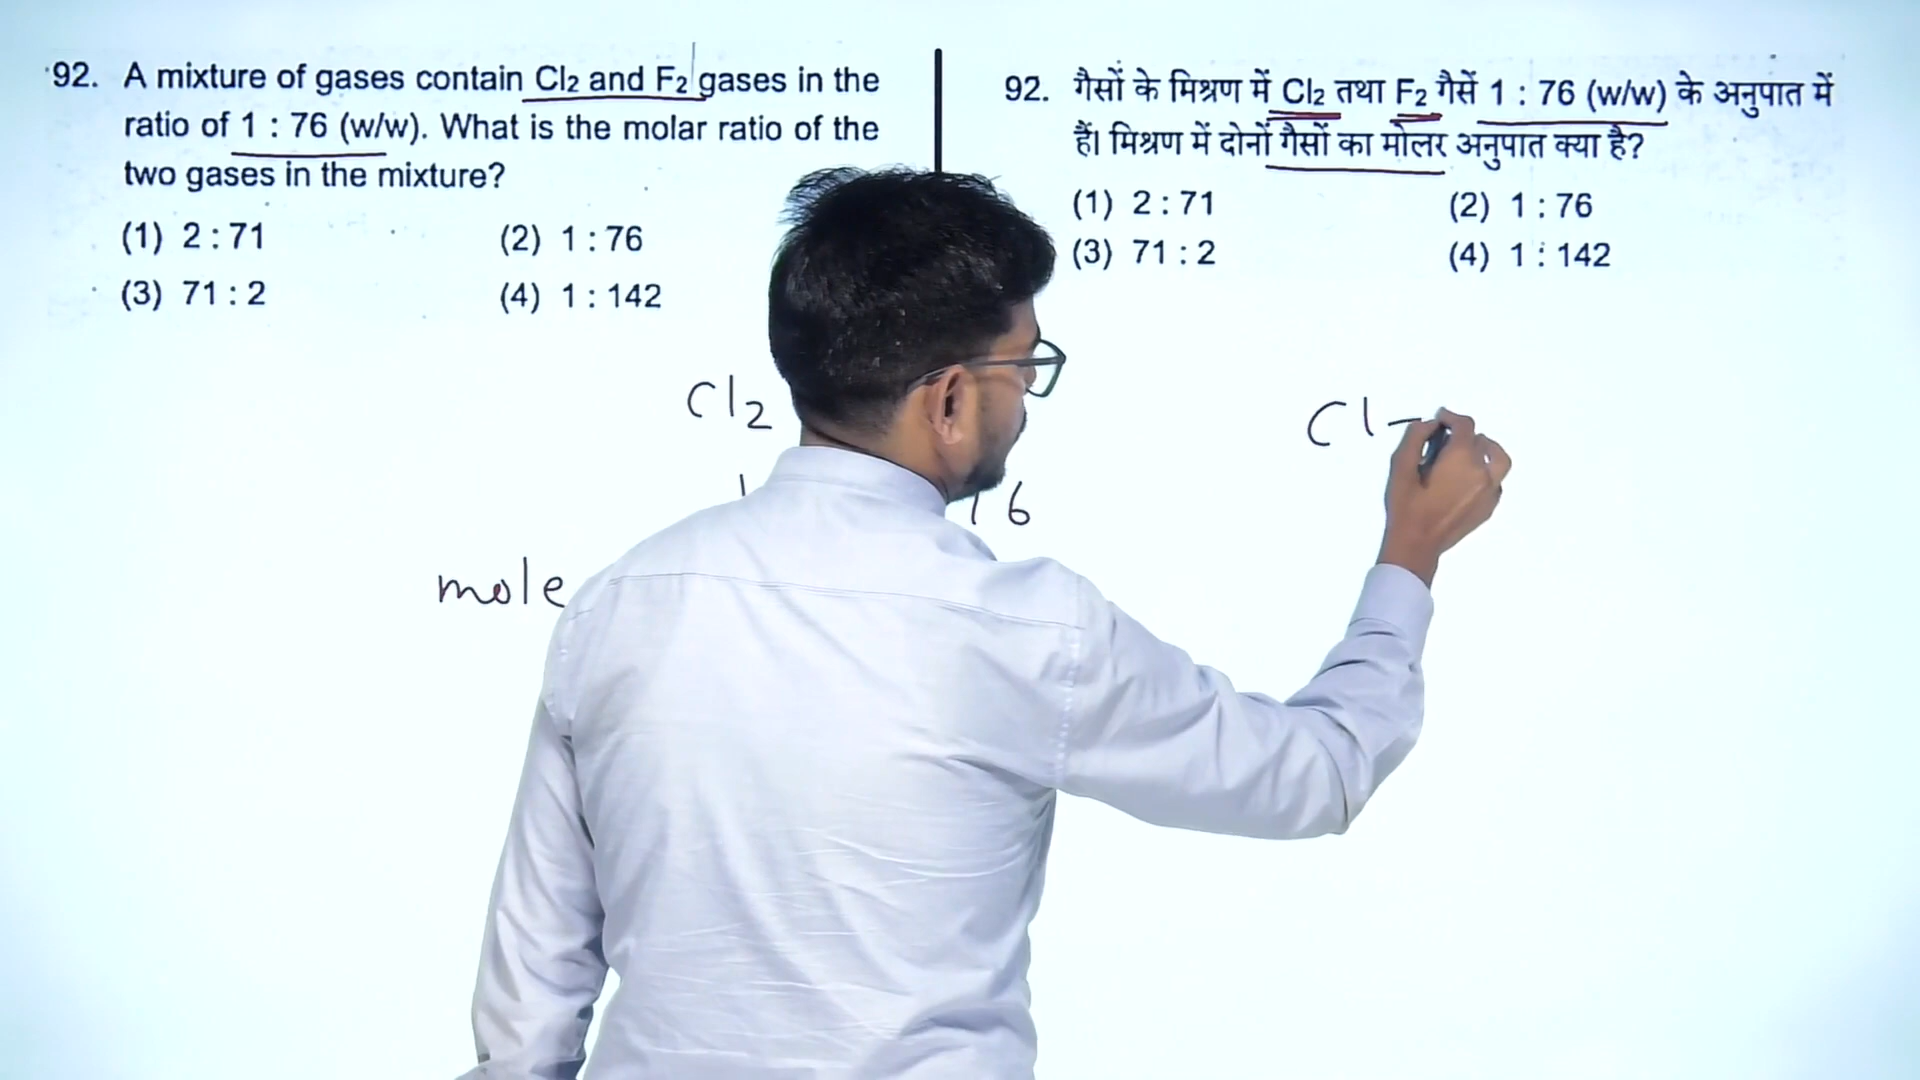 92. A mixture of gases contain Cl₂ and F₂ gases in the
ratio of 1 : 76 (w/w). What is the molar ratio of the
two gases in the mixture?
(1) 2 : 71 (2) 1 : 76
(3) 71 : 2 (4) 1 : 142
92. गैसों के मिश्रण में Cl₂ तथा F₂ गैसें 1 : 76 (w/w) के अनुपात में
हैं। मिश्रण में दोनों गैसों का मोलर अनुपात क्या है?
(1) 2 : 71 (2) 1 : 76
(3) 71 : 2 (4) 1 : 142
Cl₂
Cl
mole